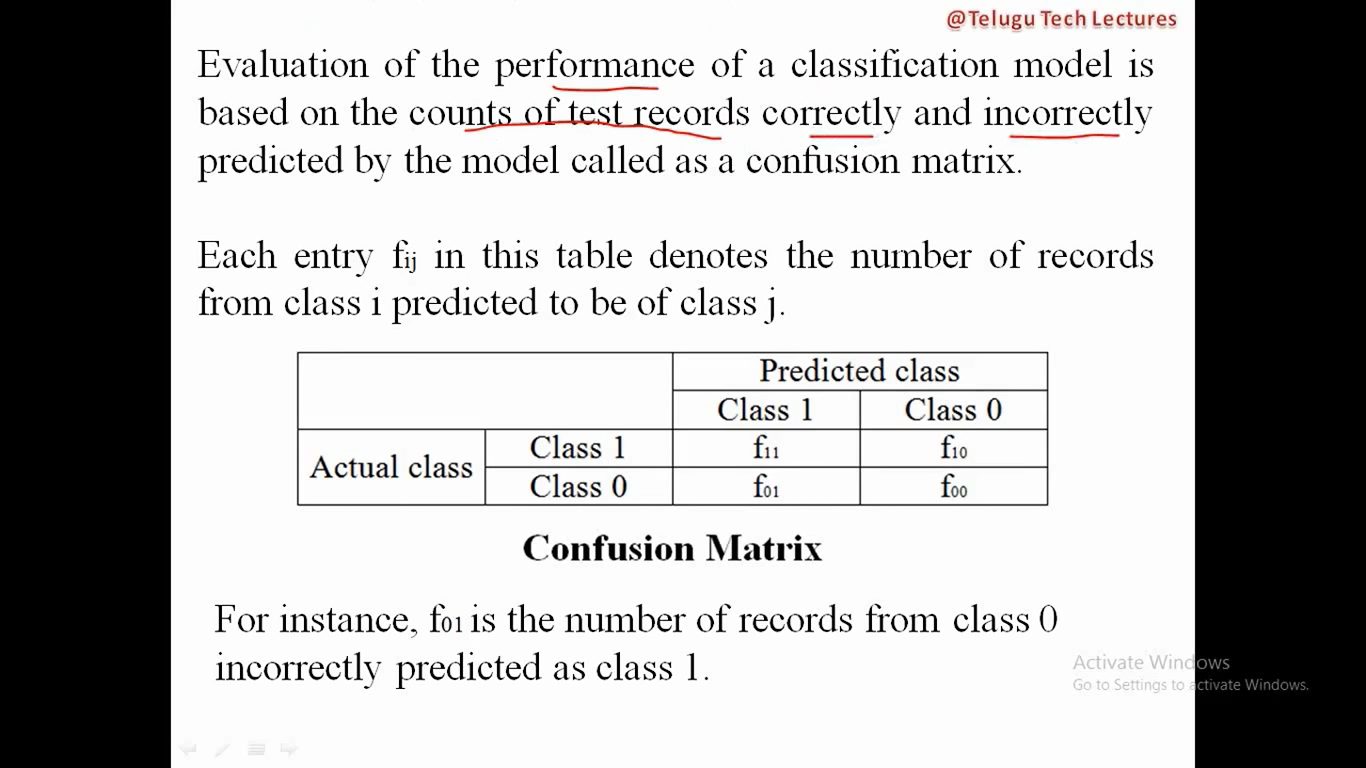 @Telugu Tech Lectures
Evaluation of the performance of a classification model is
based on the counts of test records correctly and incorrectly
predicted by the model called as a confusion matrix.
Each entry fij in this table denotes the number of records
from class i predicted to be of class j.
Predicted class
Class 1 Class 0
Actual class Class 1 f11 f10
Class 0 f01 f00
Confusion Matrix
For instance, f01 is the number of records from class 0
incorrectly predicted as class 1.
Activate Windows
Go to Settings to activate Windows.